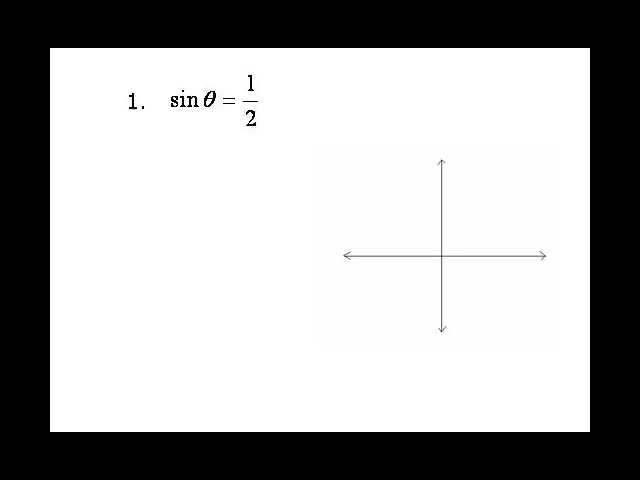 1. sin θ = 1/2